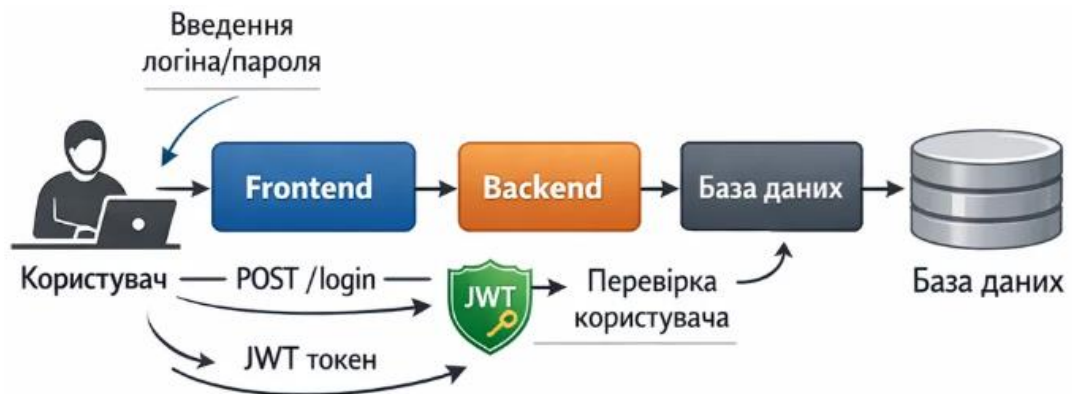 Введення
логіна/пароля
Frontend
Backend
База даних
Користувач
POST /login
JWT
Перевірка
користувача
База даних
JWT токен